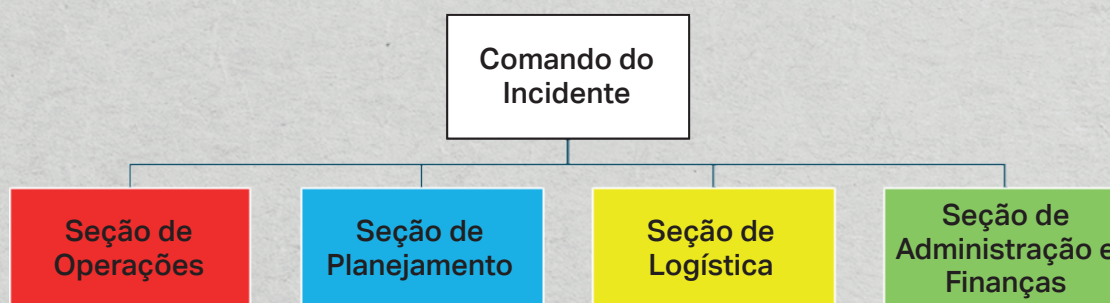 Comando do
Incidente
Seção de
Operações
Seção de
Planejamento
Seção de
Logística
Seção de
Administração e
Finanças